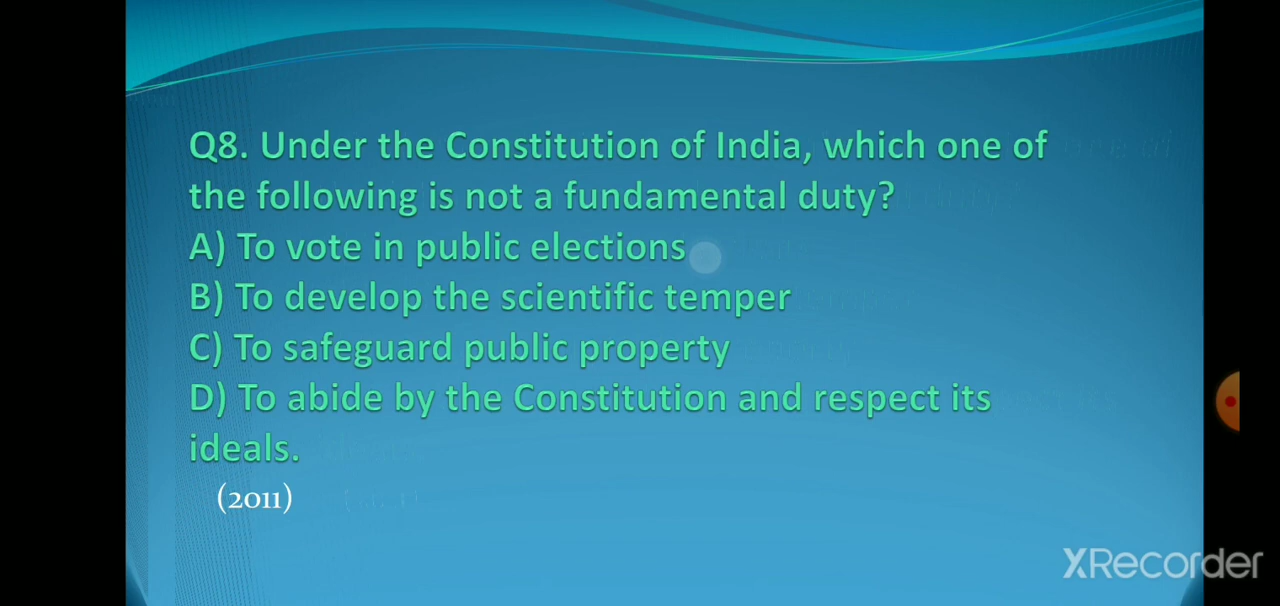 Q8. Under the Constitution of India, which one of
the following is not a fundamental duty?
A) To vote in public elections
B) To develop the scientific temper
C) To safeguard public property
D) To abide by the Constitution and respect its
ideals.
(2011)
XRecorder